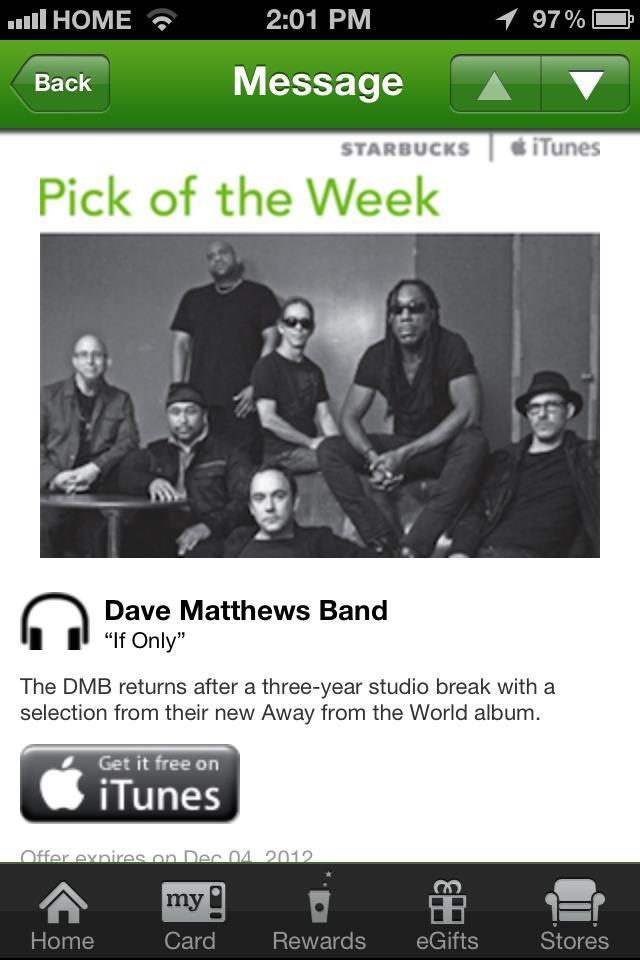 HOME 2:01 PM 97%
Back Message
STARBUCKS | iTunes
Pick of the Week
Dave Matthews Band
“If Only”
The DMB returns after a three-year studio break with a
selection from their new Away from the World album.
Get it free on
iTunes
Offer expires on Dec 04, 2012
my
Home Card Rewards eGifts Stores